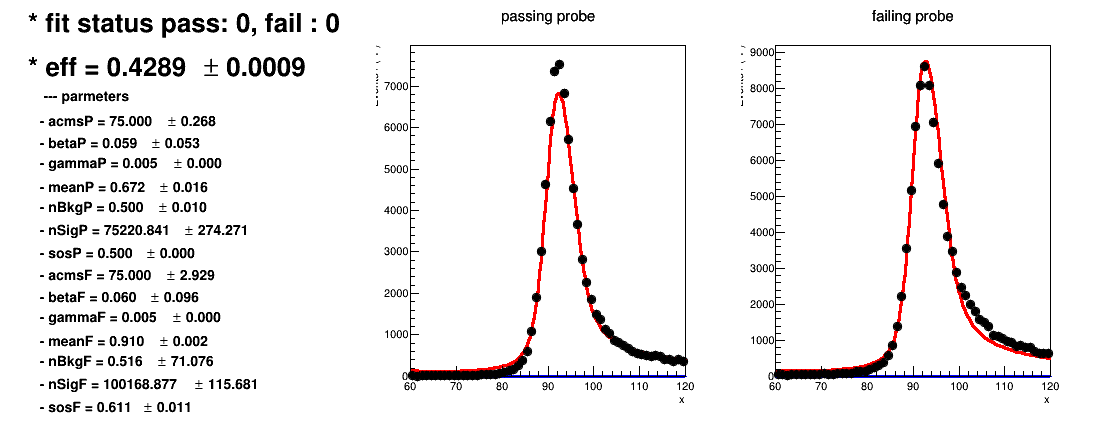 * fit status pass: 0, fail : 0
* eff = 0.4289 ± 0.0009
--- parmeters
- acmsP = 75.000 ± 0.268
- betaP = 0.059 ± 0.053
- gammaP = 0.005 ± 0.000
- meanP = 0.672 ± 0.016
- nBkgP = 0.500 ± 0.010
- nSigP = 75220.841 ± 274.271
- sosP = 0.500 ± 0.000
- acmsF = 75.000 ± 2.929
- betaF = 0.060 ± 0.096
- gammaF = 0.005 ± 0.000
- meanF = 0.910 ± 0.002
- nBkgF = 0.516 ± 71.076
- nSigF = 100168.877 ± 115.681
- sosF = 0.611 ± 0.011
passing probe
7000
6000
5000
4000
3000
2000
1000
0
60 70 80 90 100 110 120
x
failing probe
9000
8000
7000
6000
5000
4000
3000
2000
1000
0
60 70 80 90 100 110 120
x